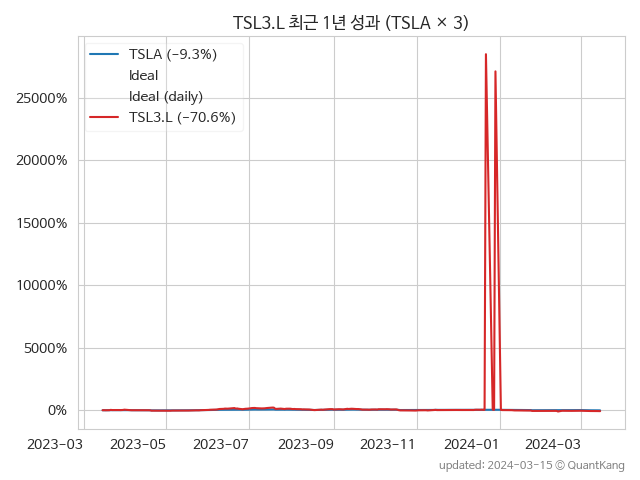 TSL3.L 최근 1년 성과 (TSLA × 3)
TSLA (−9.3%)
Ideal
Ideal (daily)
TSL3.L (−70.6%)
25000%
20000%
15000%
10000%
5000%
0%
2023−03 2023−05 2023−07 2023−09 2023−11 2024−01 2024−03
updated: 2024−03−15 © QuantKang